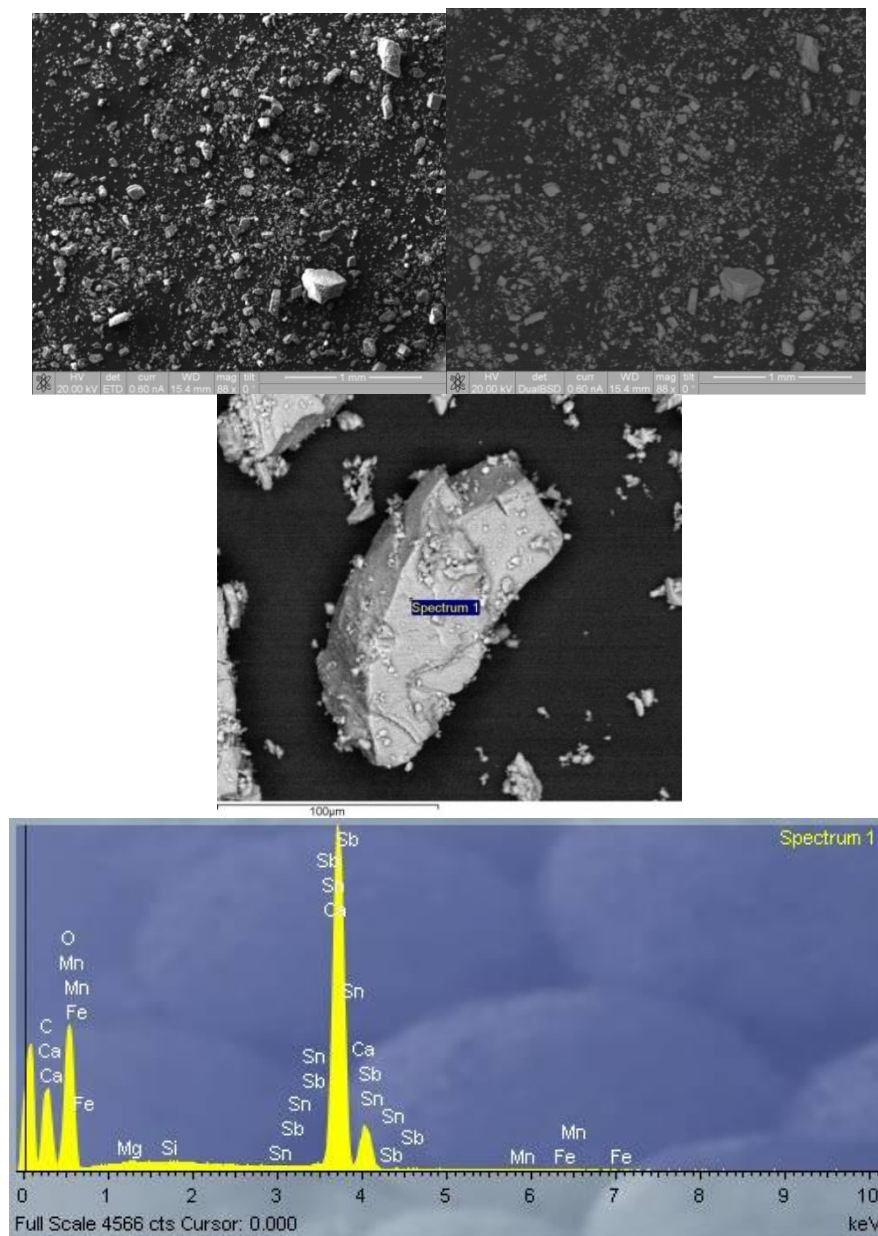 HV det curr WD mag tilt 1 mm
20.00 kV ETD 0.60 nA 15.4 mm 88 x 0 °
HV det curr WD mag tilt 1 mm
20.00 kV DualBSD 0.60 nA 15.4 mm 88 x 0 °
Spectrum 1
100µm
Spectrum 1
Sb
Sb
Sn
Ca
O
Mn
Sn
Mn
Fe
C
Ca
Sn
Ca
Sb
Ca
Sb
Fe
Sn
Sn
Sn
Mn
Sb
Sb
Mg
Si
Sn
Sb
Mn
Fe
Fe
0 1 2 3 4 5 6 7 8 9 10
Full Scale 4566 cts Cursor: 0.000
keV